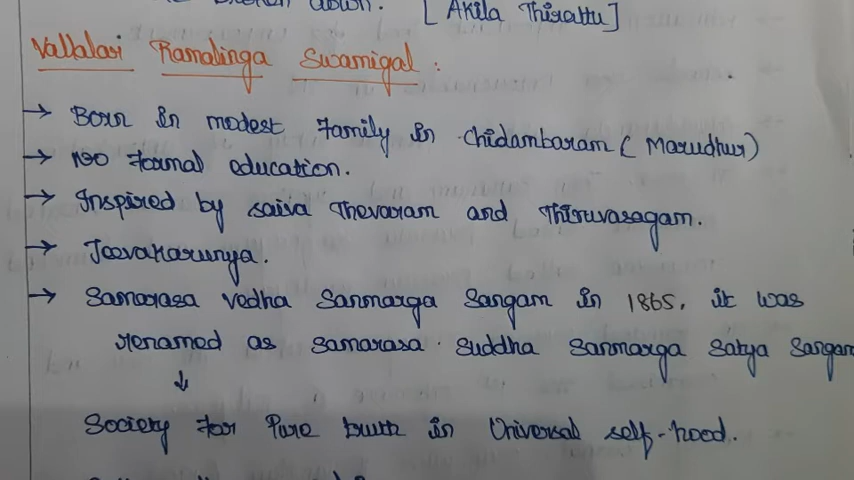 down. [Akila Thirattu]
Vallalar Ramalinga Swamigal :
→ Born in modest family in Chidambaram (Marudhur)
→ no formal education.
→ Inspired by saiva Thevaram and Thiruvasagam.
→ Jeevakarunya.
→ Samarasa vedha Sanmarga Sangam in 1865. it was
renamed as samarasa suddha sanmarga satya sangam
↓
Society for Pure truth in Universal self-hood.